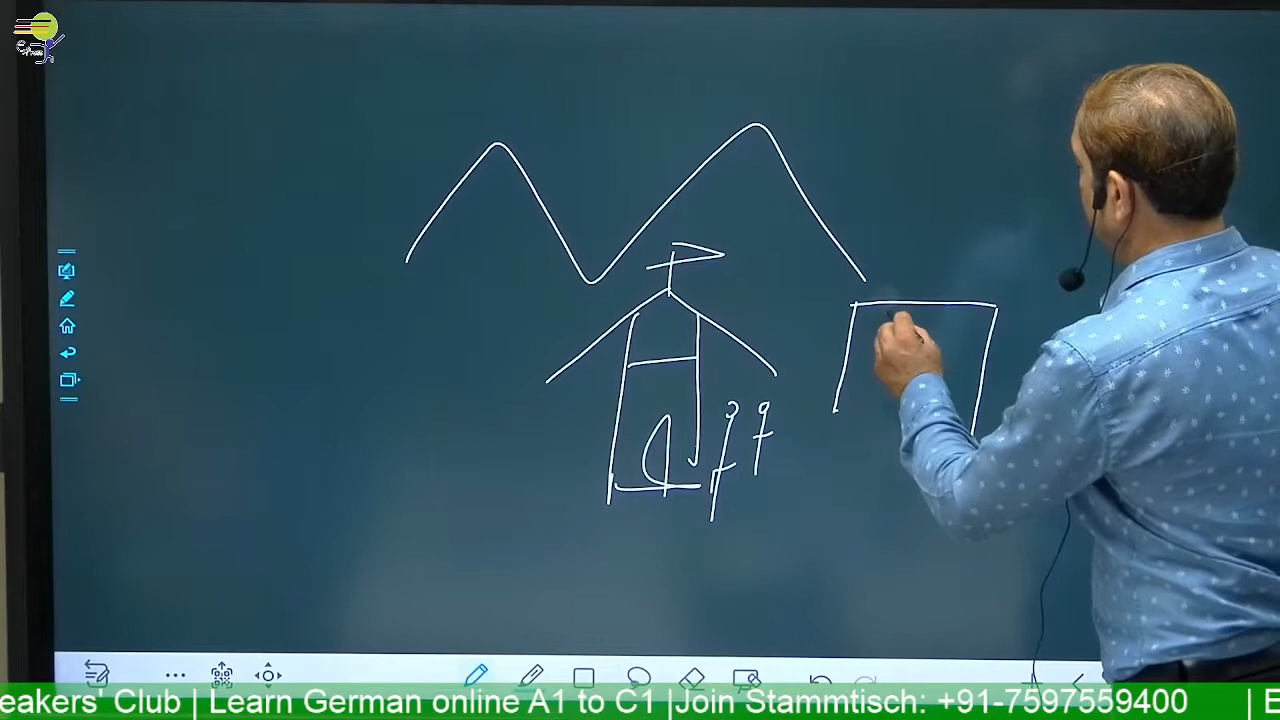 eakers' Club | Learn German online A1 to C1 |Join Stammtisch: +91-7597559400 | E